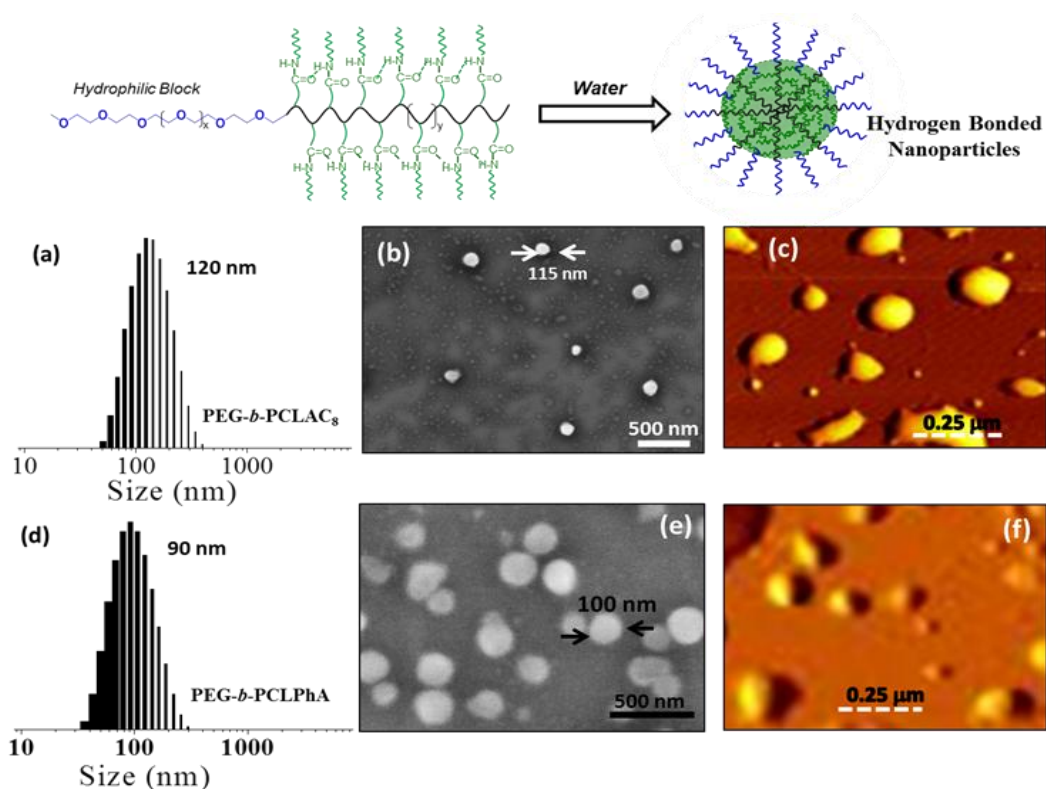 Hydrophilic Block
O O O O O O
x
y
H-N H-N H-N H-N H-N H-N
C=O C=O C=O C=O C=O C=O
C=O C=O C=O C=O C=O C=O
H-N H-N H-N H-N H-N H-N
Water
Hydrogen Bonded
Nanoparticles
(a)
120 nm
PEG-b-PCLAC₈
10 100 1000
Size (nm)
(b)
115 nm
500 nm
(c)
0.25 µm
(d)
90 nm
PEG-b-PCLPhA
10 100 1000
Size (nm)
(e)
100 nm
500 nm
(f)
0.25 µm